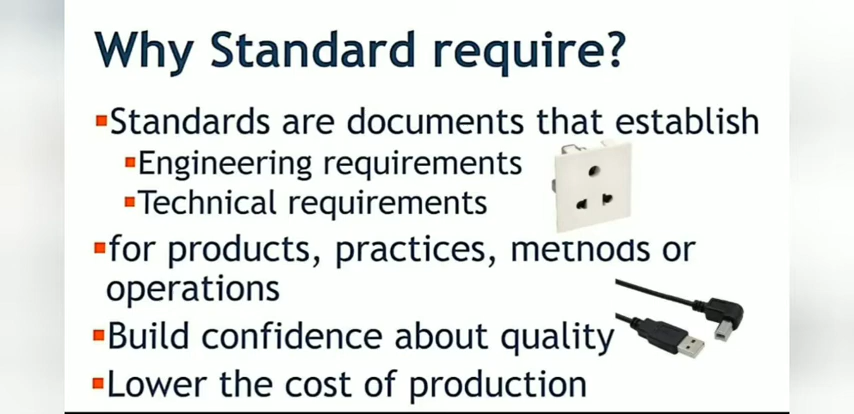 Why Standard require?
Standards are documents that establish
Engineering requirements
Technical requirements
for products, practices, methods or
operations
Build confidence about quality
Lower the cost of production